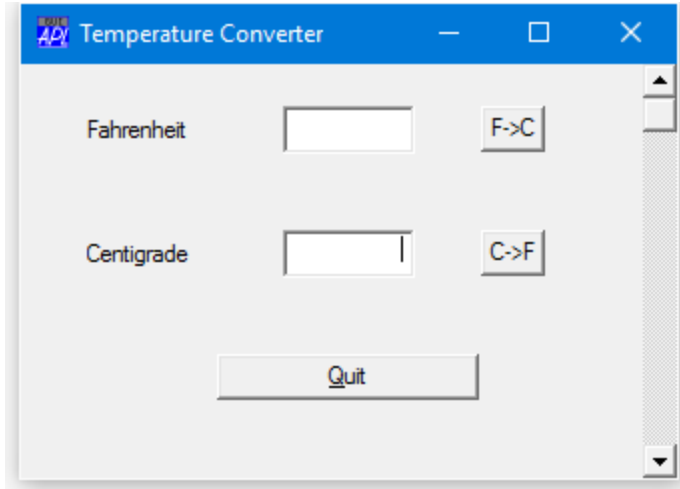 Temperature Converter
Fahrenheit F->C
Centigrade C->F
Quit